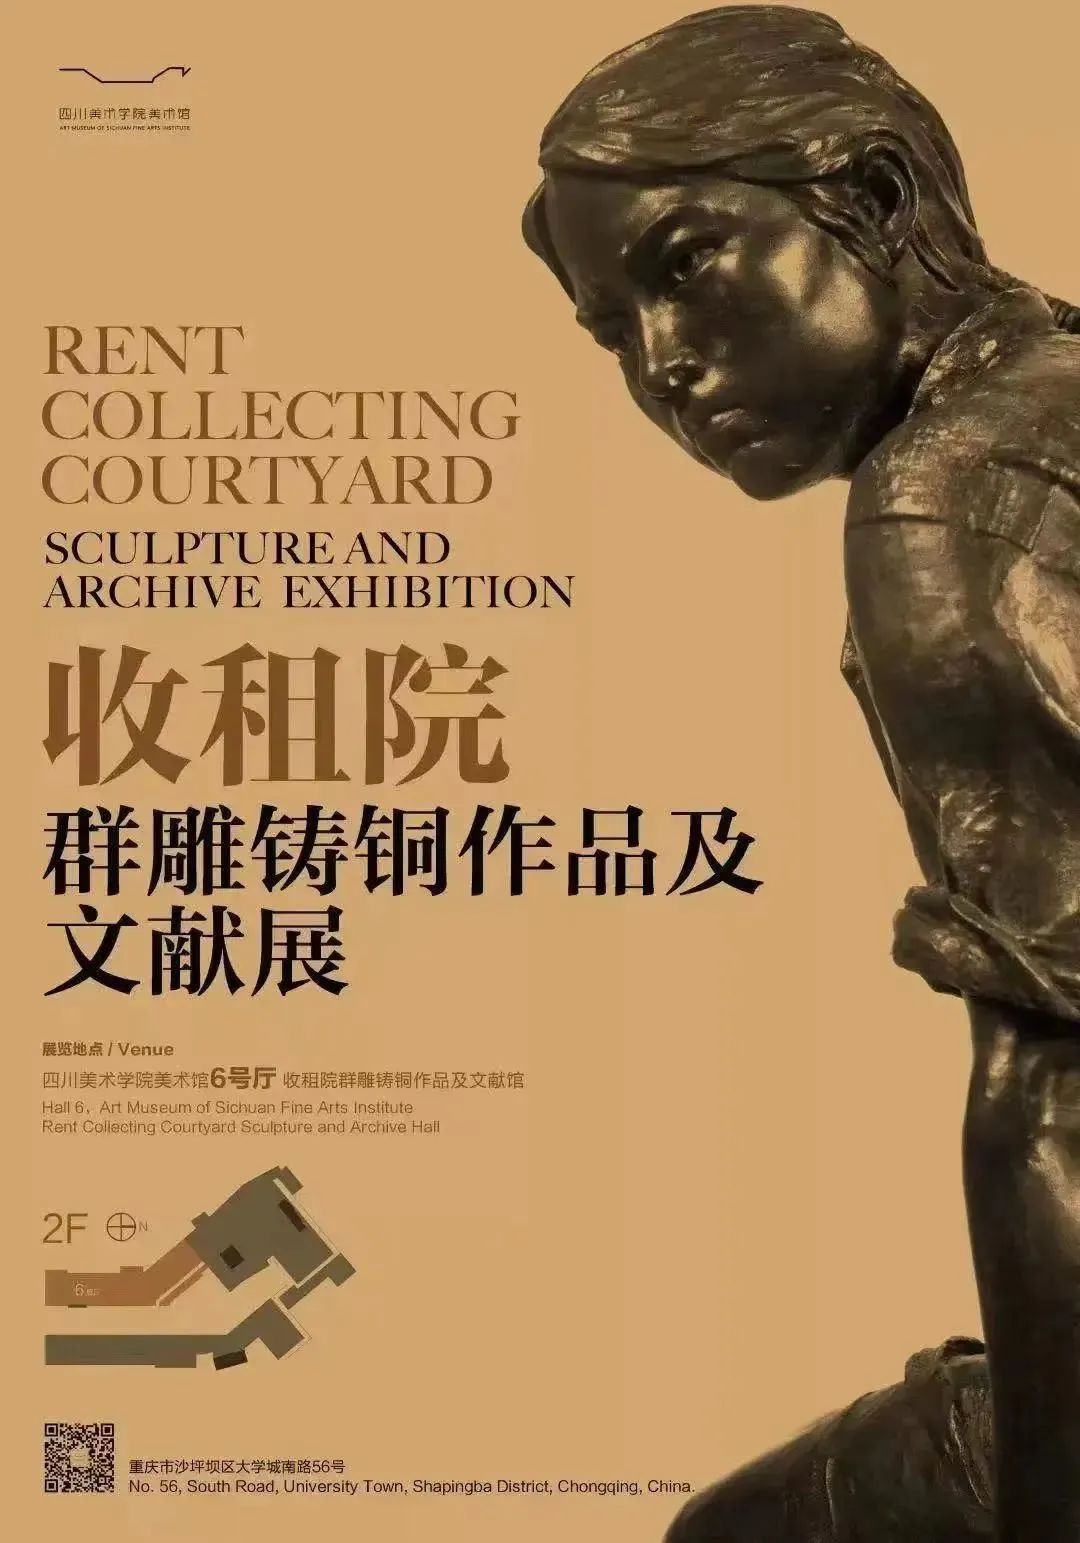 四川美术学院美术馆
ART MUSEUM OF SICHUAN FINE ARTS INSTITUTE
RENT
COLLECTING
COURTYARD
SCULPTURE AND
ARCHIVE EXHIBITION
收租院
群雕铸铜作品及
文献展
展览地点 / Venue
四川美术学院美术馆6号厅 收租院群雕铸铜作品及文献馆
Hall 6, Art Museum of Sichuan Fine Arts Institute
Rent Collecting Courtyard Sculpture and Archive Hall
2F N
6
重庆市沙坪坝区大学城南路56号
No. 56, South Road, University Town, Shapingba District, Chongqing, China.